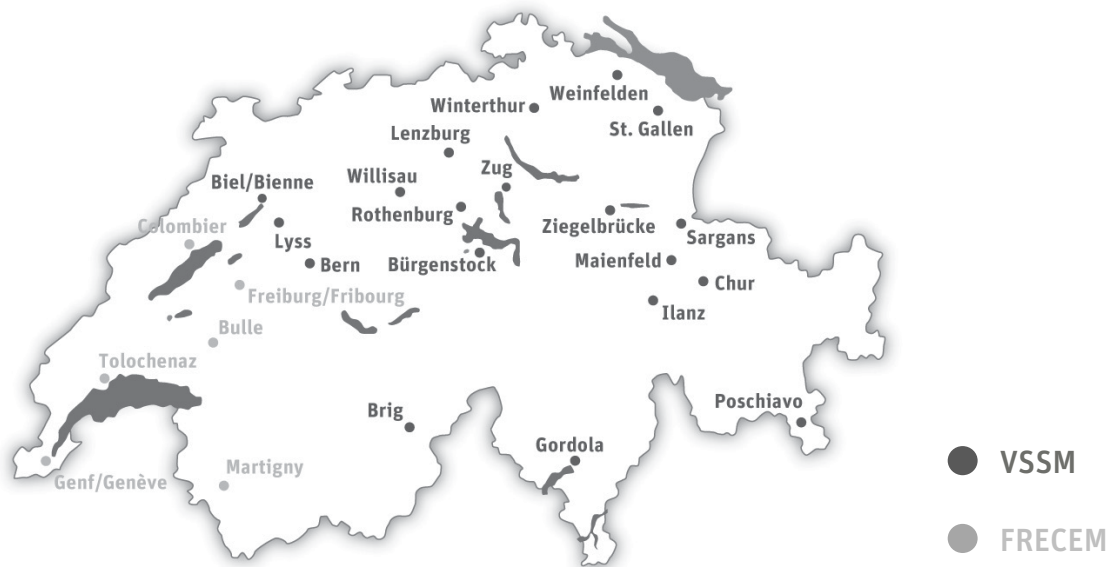 Weinfelden
Winterthur
St. Gallen
Lenzburg
Zug
Willisau
Biel/Bienne
Rothenburg
Ziegelbrücke
Colombier
Sargans
Lyss
Bern
Bürgenstock
Maienfeld
Chur
Freiburg/Fribourg
Ilanz
Bulle
Tolochenaz
Brig
Poschiavo
Gordola
Martigny
Genf/Genève
VSSM
FRECEM